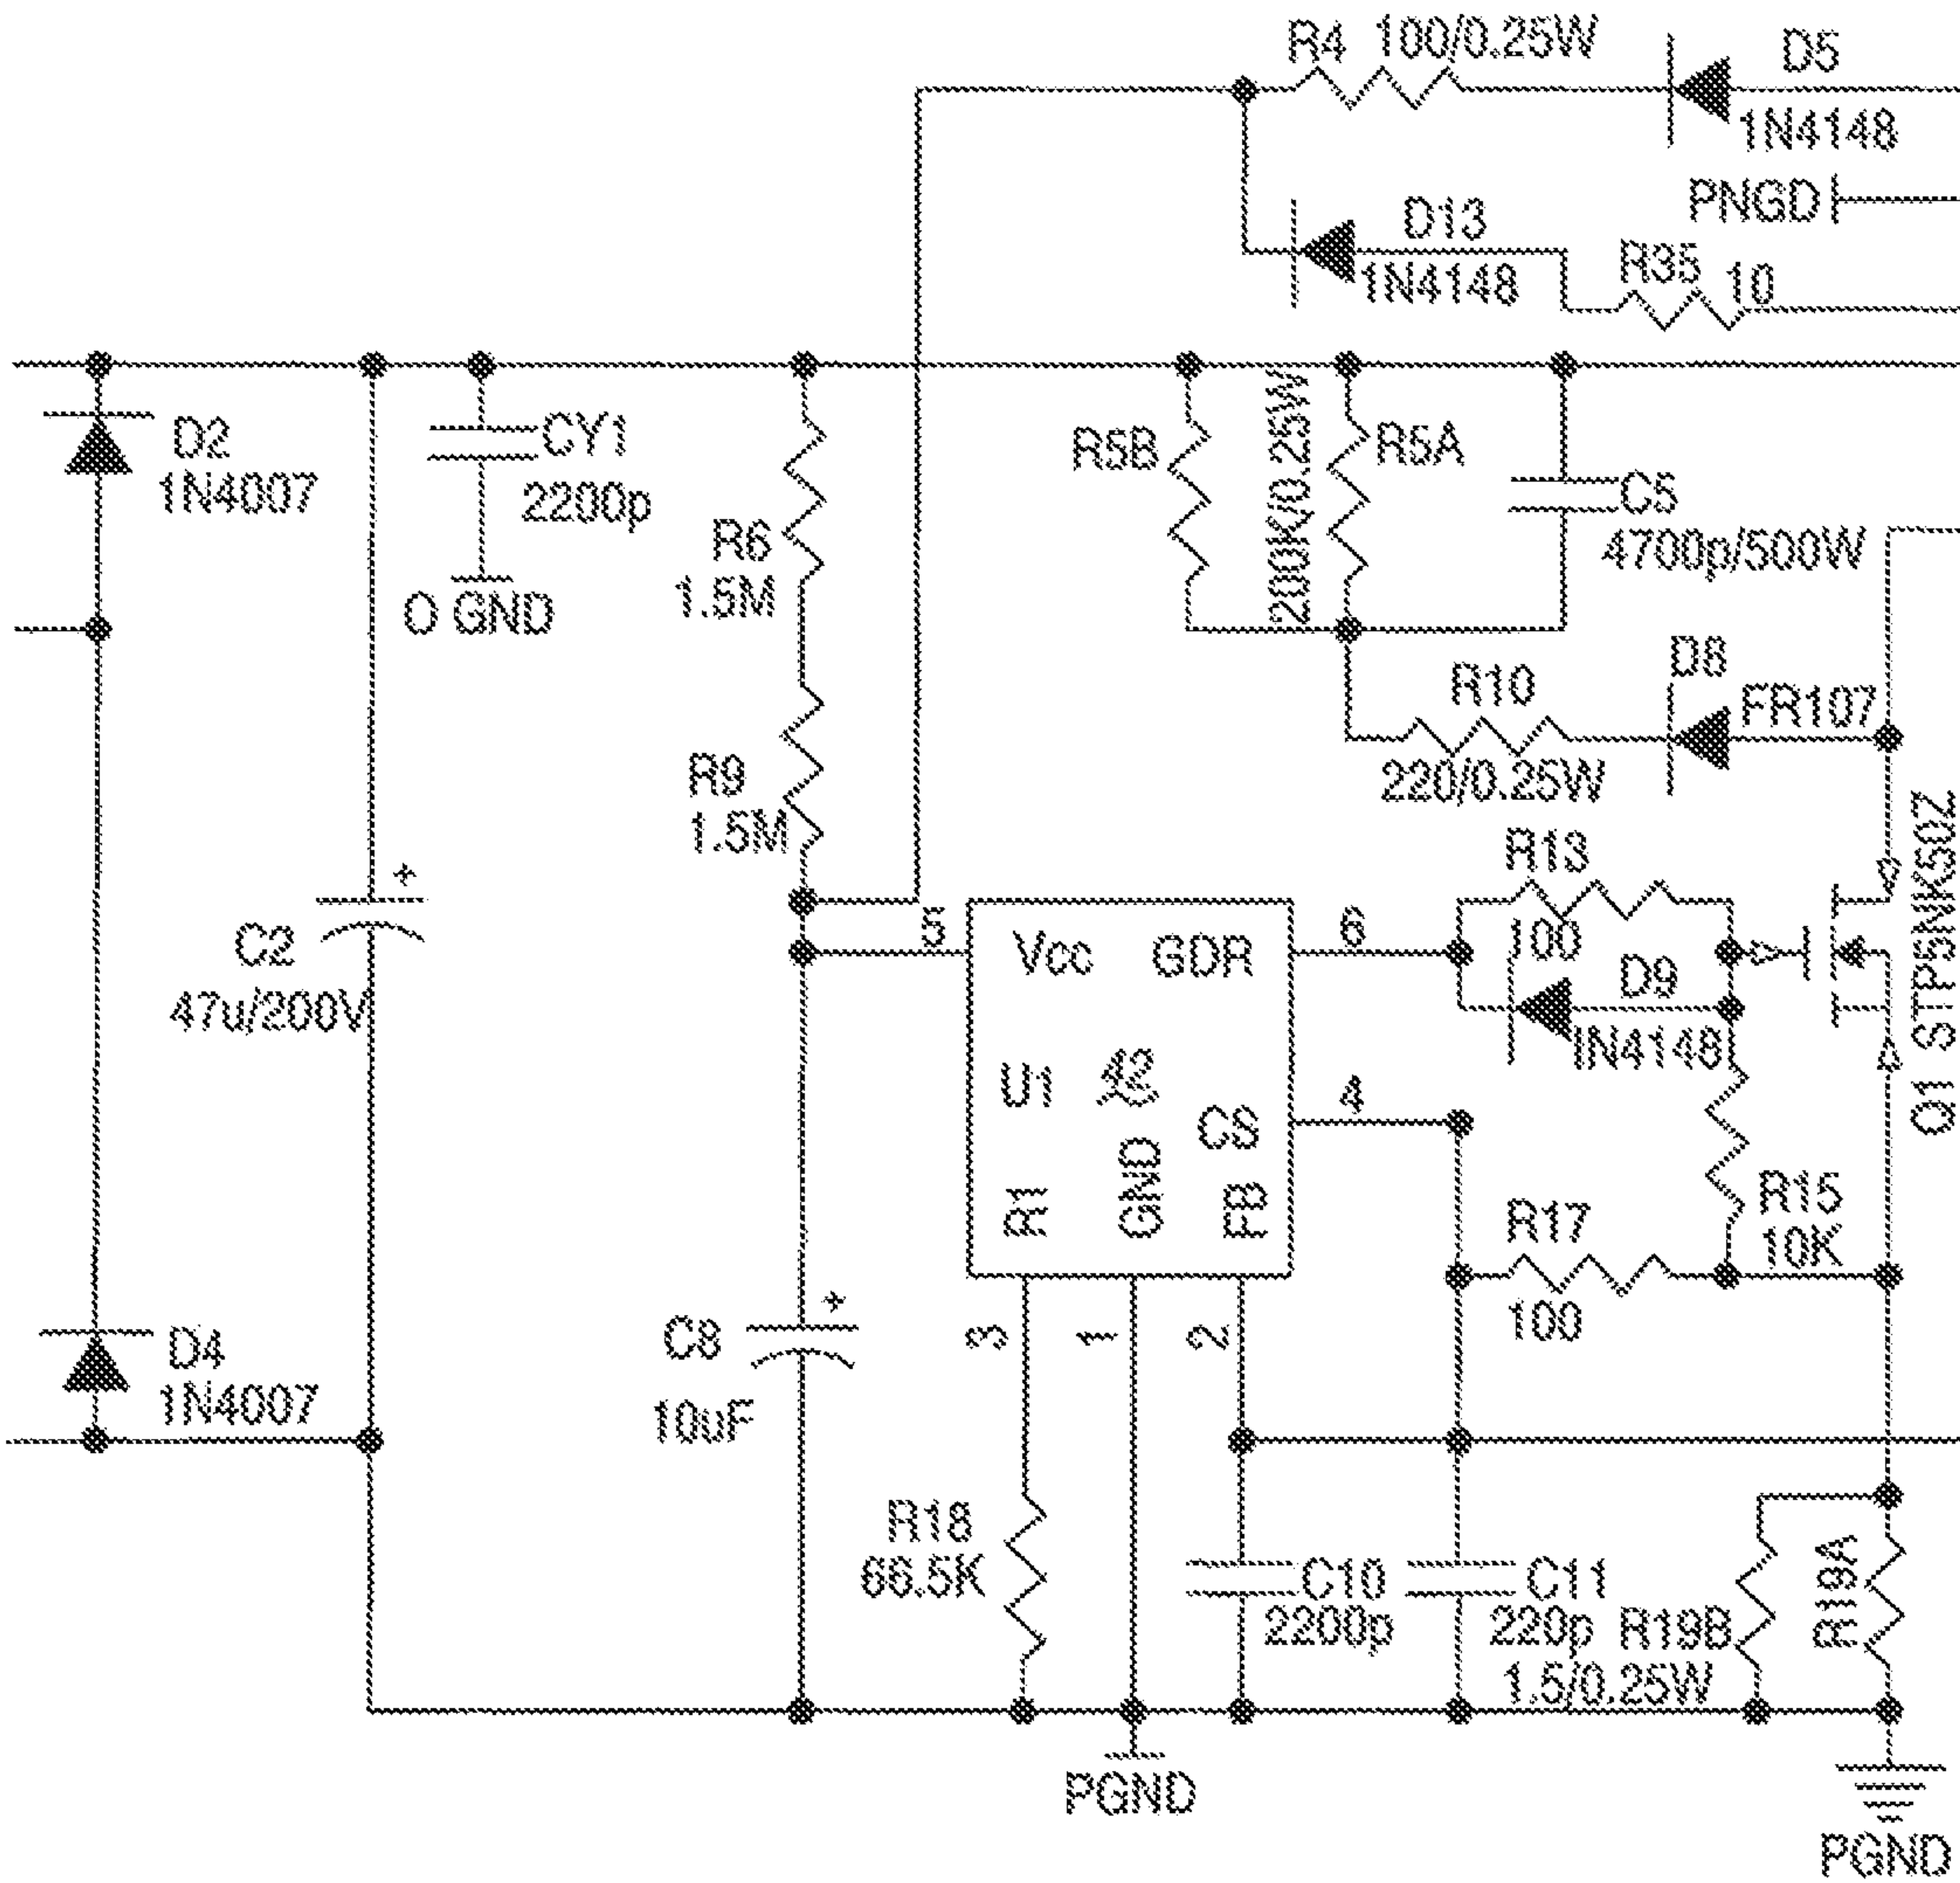 R4 100/0.25W
D5
1N4148
PNGD
D13
1N4148
R35 10
D2
1N4007
CY1
2200p
O GND
R6
1.5M
R5B
200K/0.25W
R5A
C5
4700p/500W
R9
1.5M
R10
220/0.25W
D8
FR107
C2
47u/200V
+
5
Vcc
GDR
6
U1
42
CS
4
R1
GND
FB
3
1
2
R13
100
D9
IN4148
Q1 STP5NK50Z
R15
10K
R17
100
D4
1N4007
C8
10uF
+
R18
66.5K
C10
2200p
C11
220p
R19B
1.5/0.25W
R19A
PGND
PGND